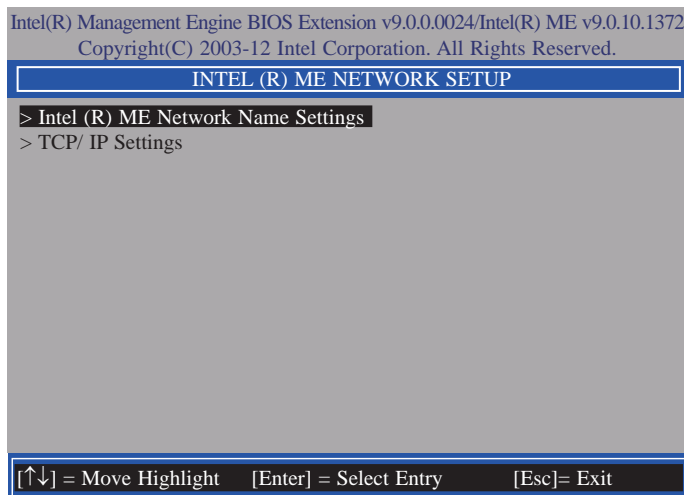 Intel(R) Management Engine BIOS Extension v9.0.0.0024/Intel(R) ME v9.0.10.1372
Copyright(C) 2003-12 Intel Corporation. All Rights Reserved.
INTEL (R) ME NETWORK SETUP
> Intel (R) ME Network Name Settings
> TCP/ IP Settings
[↑↓] = Move Highlight [Enter] = Select Entry [Esc]= Exit